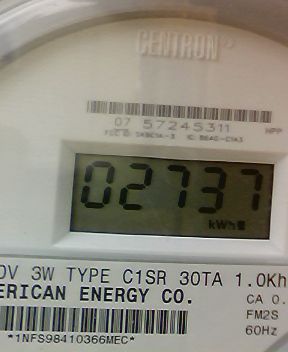 CENTRON
07 57245311 HPP
02737
kWh
0V 3W TYPE C1SR 30TA 1.0Kh
ERICAN ENERGY CO.
CA 0.
FM2S
60Hz
*1NFS98410366MEC*